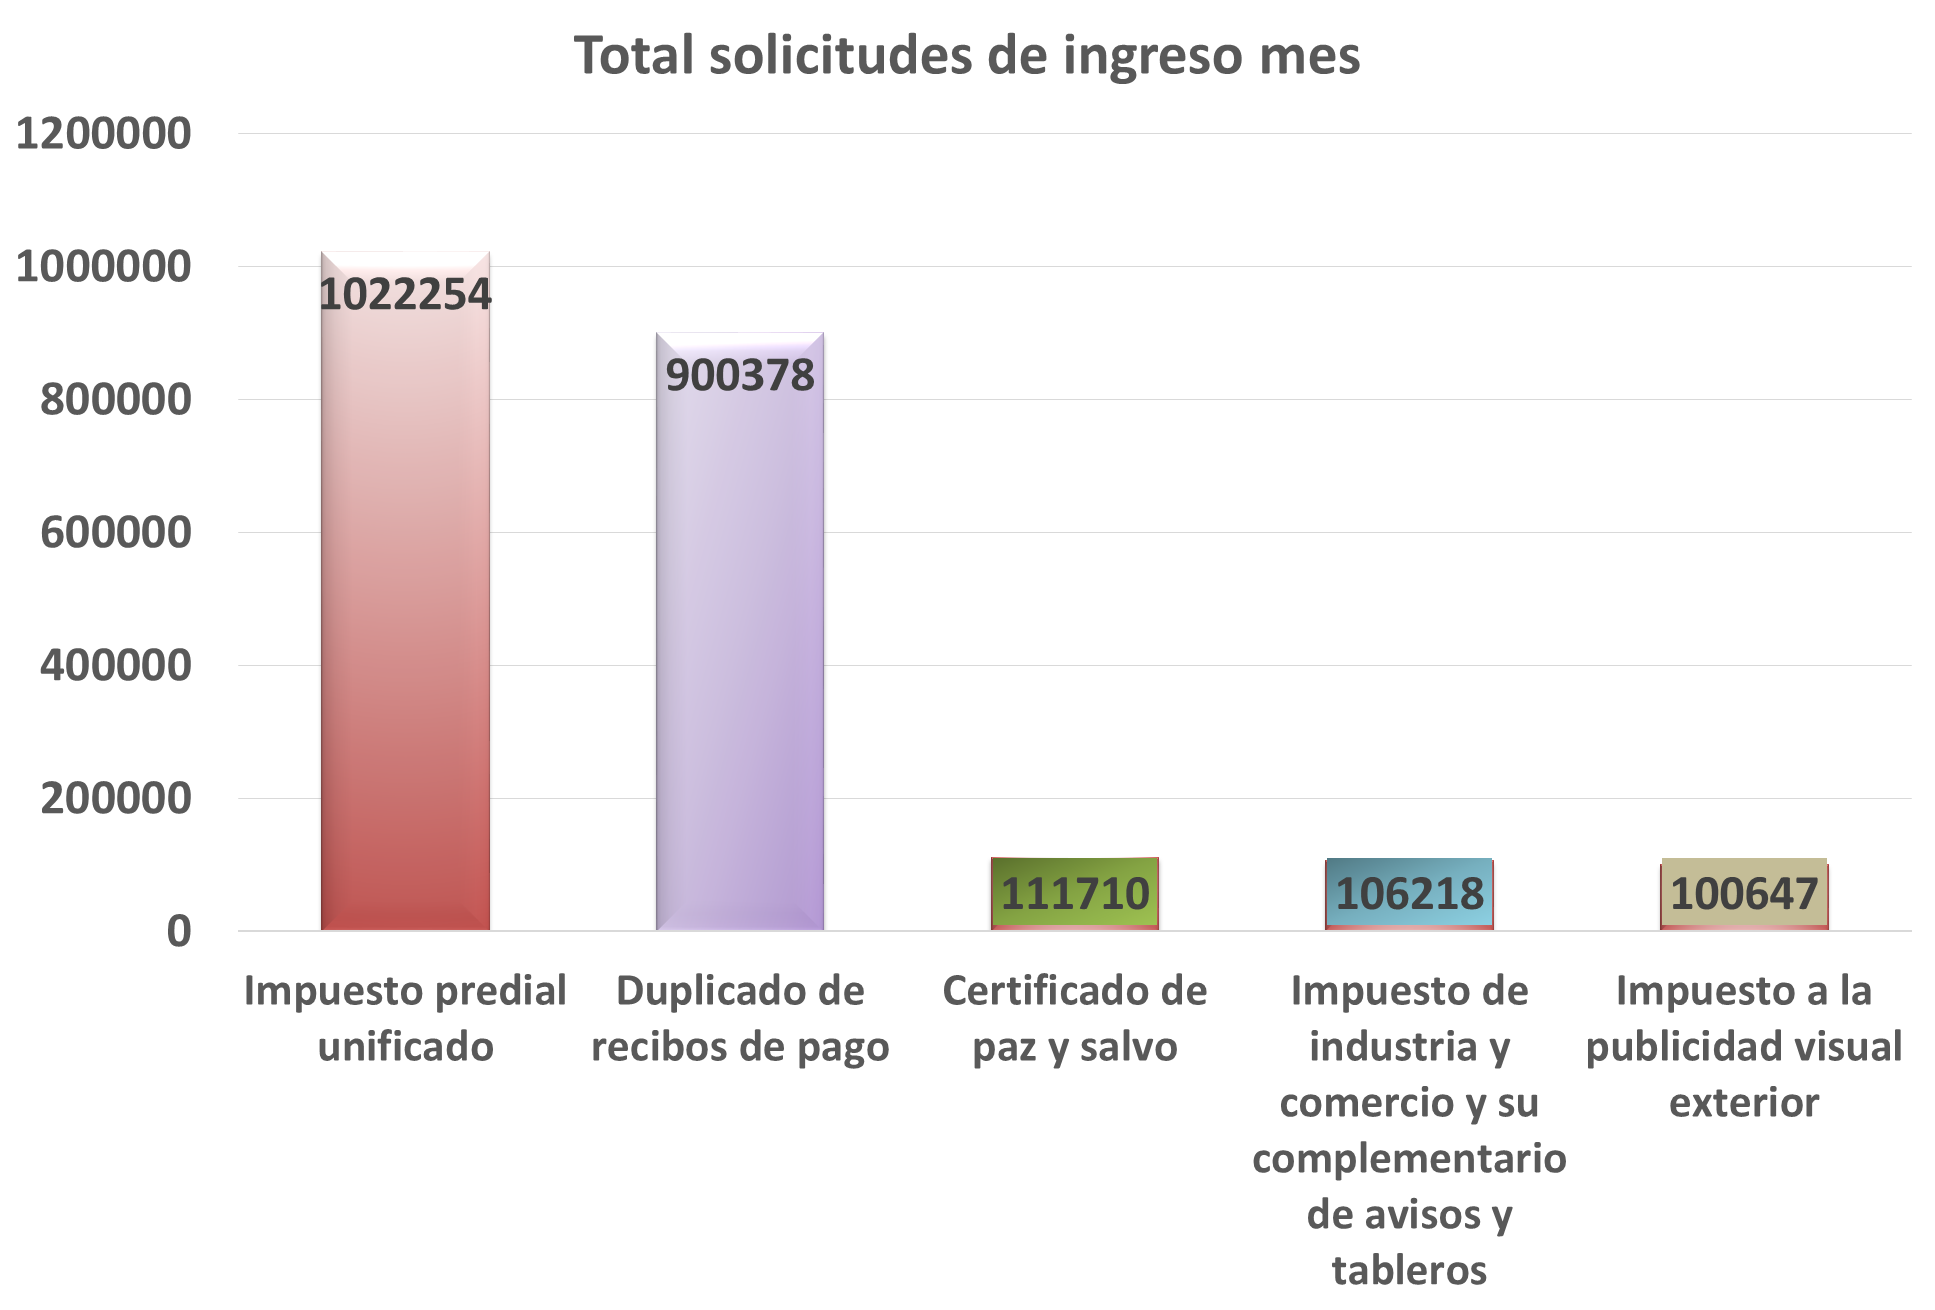 Total solicitudes de ingreso mes
1200000
1000000
800000
600000
400000
200000
0
1022254
900378
111710
106218
100647
Impuesto predial
unificado
Duplicado de
recibos de pago
Certificado de
paz y salvo
Impuesto de
industria y
comercio y su
complementario
de avisos y
tableros
Impuesto a la
publicidad visual
exterior